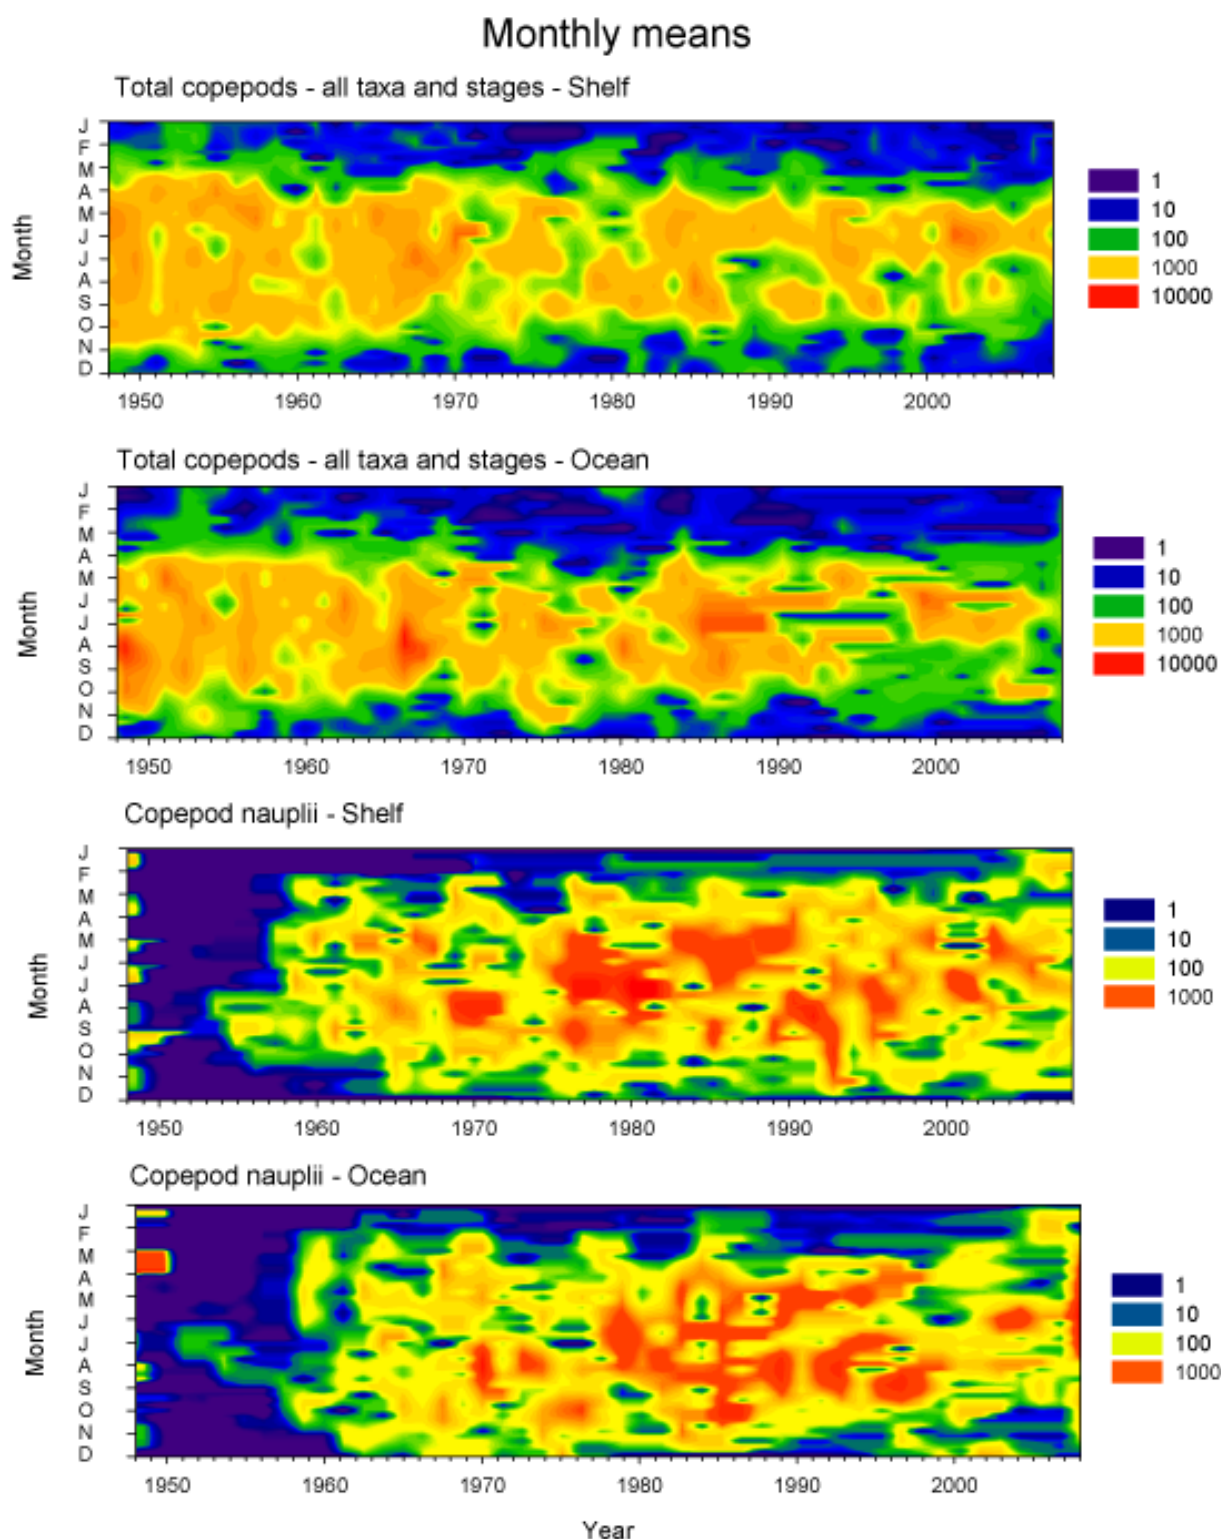 Monthly means
Total copepods - all taxa and stages - Shelf
Month
J
F
M
A
M
J
J
A
S
O
N
D
1950 1960 1970 1980 1990 2000
1
10
100
1000
10000
Total copepods - all taxa and stages - Ocean
Month
J
F
M
A
M
J
J
A
S
O
N
D
1950 1960 1970 1980 1990 2000
1
10
100
1000
10000
Copepod nauplii - Shelf
Month
J
F
M
A
M
J
J
A
S
O
N
D
1950 1960 1970 1980 1990 2000
1
10
100
1000
Copepod nauplii - Ocean
Month
J
F
M
A
M
J
J
A
S
O
N
D
1950 1960 1970 1980 1990 2000
1
10
100
1000
Year